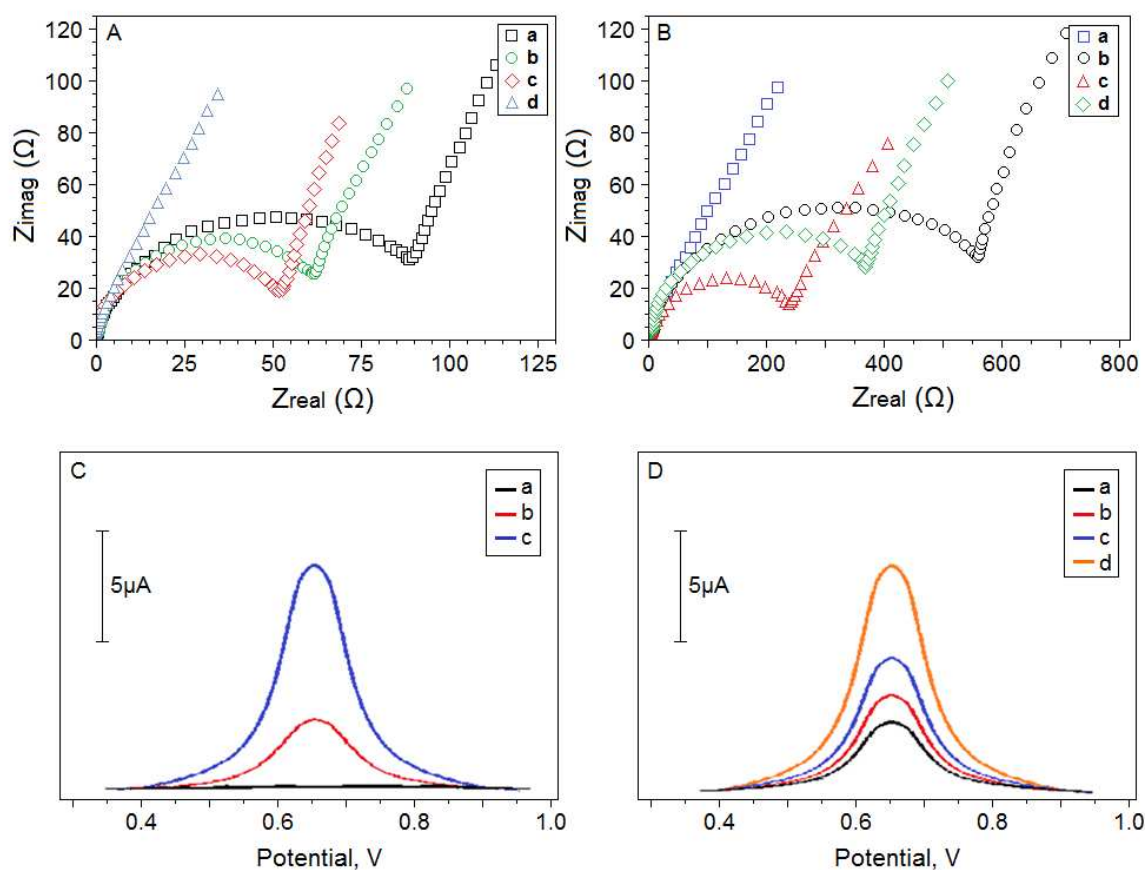 A
a
b
c
d
120
100
80
60
40
20
0
Zimag (Ω)
0 25 50 75 100 125
Zreal (Ω)
B
a
b
c
d
120
100
80
60
40
20
0
Zimag (Ω)
0 200 400 600 800
Zreal (Ω)
C
a
b
c
5µA
0.4 0.6 0.8 1.0
Potential, V
D
a
b
c
d
5µA
0.4 0.6 0.8 1.0
Potential, V